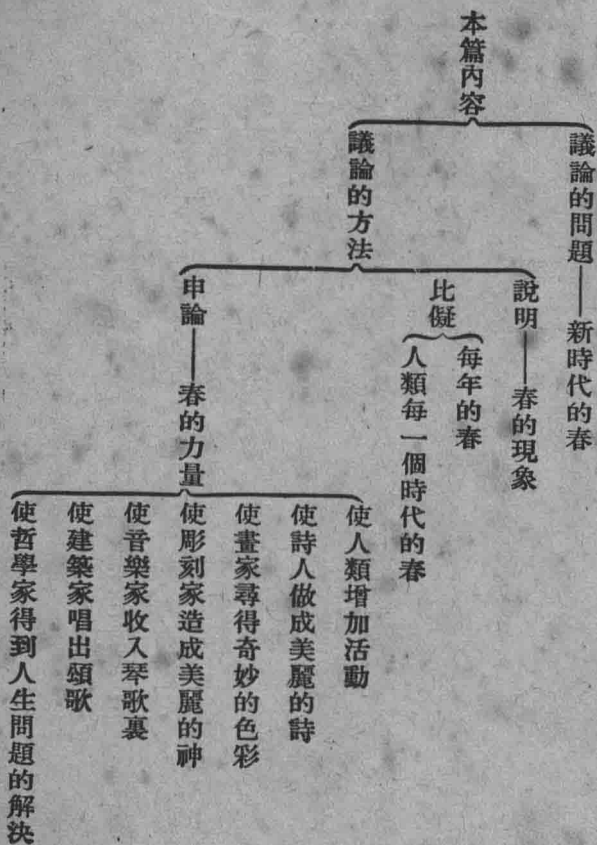 本篇內容
議論的問題——新時代的春
議論的方法
說明——春的現象
比儗
每年的春
人類每一個時代的春
申論——春的力量
使人類增加活動
使詩人做成美麗的詩
使畫家尋得奇妙的色彩
使彫刻家造成美麗的神
使音樂家收入琴歌裏
使建築家唱出頌歌
使哲學家得到人生問題的解決